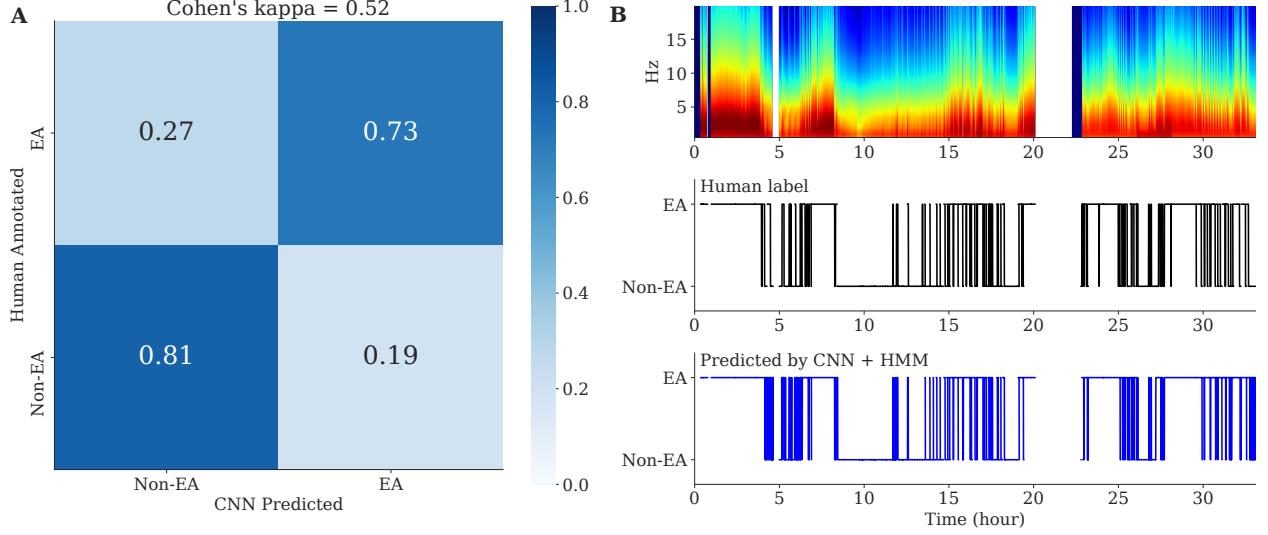 A
Cohen's kappa = 0.52
Human Annotated
EA
Non-EA
0.27
0.73
0.81
0.19
Non-EA
EA
CNN Predicted
1.0
0.8
0.6
0.4
0.2
0.0
B
Hz
15
10
5
0
5
10
15
20
25
30
Human label
EA
Non-EA
0
5
10
15
20
25
30
Predicted by CNN + HMM
EA
Non-EA
0
5
10
15
20
25
30
Time (hour)